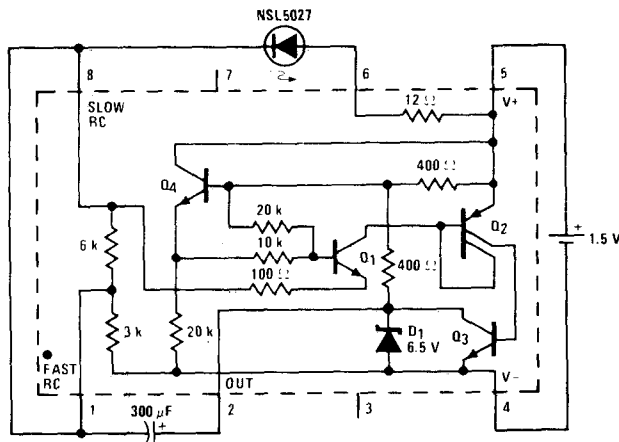 NSL5027
8
7
6
5
SLOW
RC
12 Ω
V+
Q4
400 Ω
Q2
20 k
6 k
10 k
Q1
100 Ω
400 Ω
+
1.5 V
3 k
20 k
D1
6.5 V
Q3
FAST
RC
OUT
V−
1
300 µF
+
2
3
4